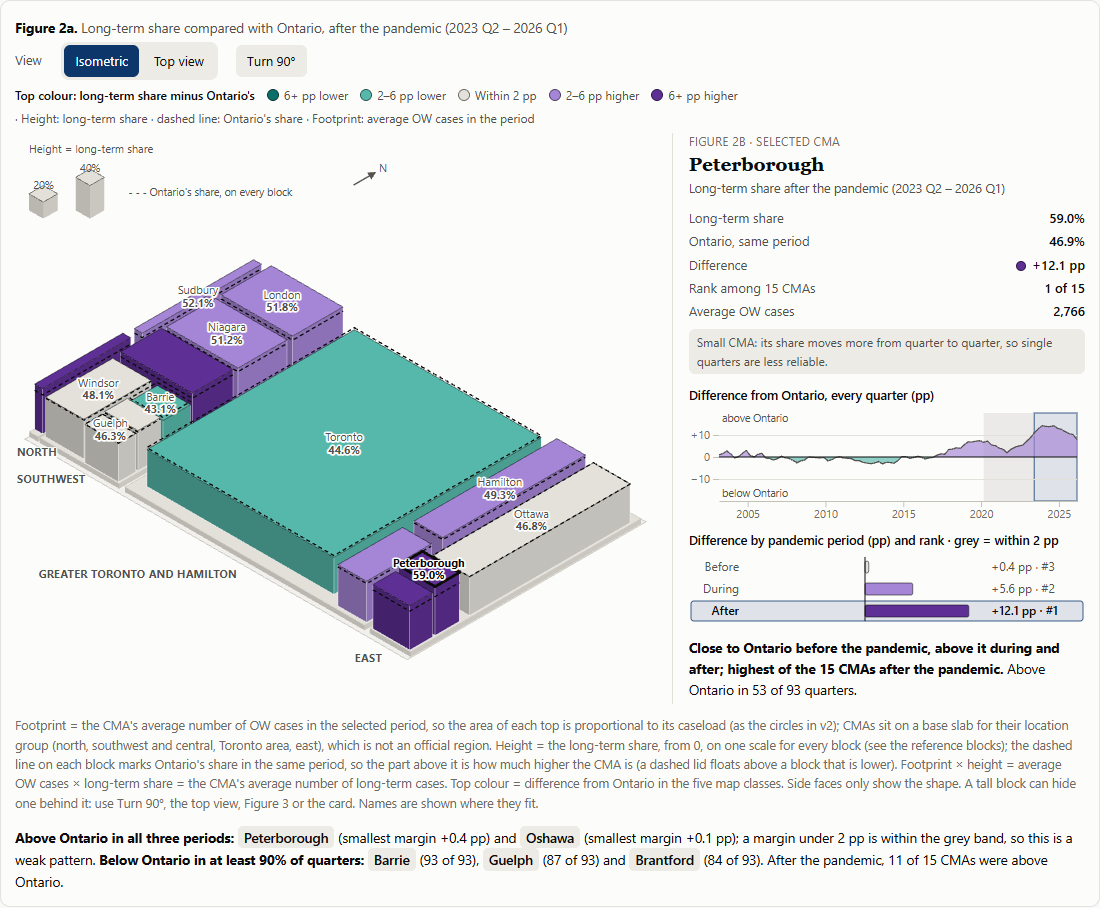 Figure 2a. Long-term share compared with Ontario, after the pandemic (2023 Q2 – 2026 Q1)
View Isometric Top view Turn 90°
Top colour: long-term share minus Ontario's 6+ pp lower 2–6 pp lower Within 2 pp 2–6 pp higher 6+ pp higher
· Height: long-term share · dashed line: Ontario's share · Footprint: average OW cases in the period
Height = long-term share
20%
40%
- - - Ontario's share, on every block
N
Sudbury
52.1%
London
51.8%
Niagara
51.2%
Windsor
48.1%
Barrie
43.1%
Guelph
46.3%
Toronto
44.6%
Hamilton
49.3%
Ottawa
46.8%
Peterborough
59.0%
NORTH
SOUTHWEST
GREATER TORONTO AND HAMILTON
EAST
FIGURE 2B · SELECTED CMA
Peterborough
Long-term share after the pandemic (2023 Q2 – 2026 Q1)
Long-term share 59.0%
Ontario, same period 46.9%
Difference +12.1 pp
Rank among 15 CMAs 1 of 15
Average OW cases 2,766
Small CMA: its share moves more from quarter to quarter, so single
quarters are less reliable.
Difference from Ontario, every quarter (pp)
above Ontario
+10
0
−10
below Ontario
2005 2010 2015 2020 2025
Difference by pandemic period (pp) and rank · grey = within 2 pp
Before +0.4 pp · #3
During +5.6 pp · #2
After +12.1 pp · #1
Close to Ontario before the pandemic, above it during and
after; highest of the 15 CMAs after the pandemic. Above
Ontario in 53 of 93 quarters.
Footprint = the CMA's average number of OW cases in the selected period, so the area of each top is proportional to its caseload (as the circles in v2); CMAs sit on a base slab for their location
group (north, southwest and central, Toronto area, east), which is not an official region. Height = the long-term share, from 0, on one scale for every block (see the reference blocks); the dashed
line on each block marks Ontario's share in the same period, so the part above it is how much higher the CMA is (a dashed lid floats above a block that is lower). Footprint × height = average
OW cases × long-term share = the CMA's average number of long-term cases. Top colour = difference from Ontario in the five map classes. Side faces only show the shape. A tall block can hide
one behind it: use Turn 90°, the top view, Figure 3 or the card. Names are shown where they fit.
Above Ontario in all three periods: Peterborough (smallest margin +0.4 pp) and Oshawa (smallest margin +0.1 pp); a margin under 2 pp is within the grey band, so this is a
weak pattern. Below Ontario in at least 90% of quarters: Barrie (93 of 93), Guelph (87 of 93) and Brantford (84 of 93). After the pandemic, 11 of 15 CMAs were above
Ontario.